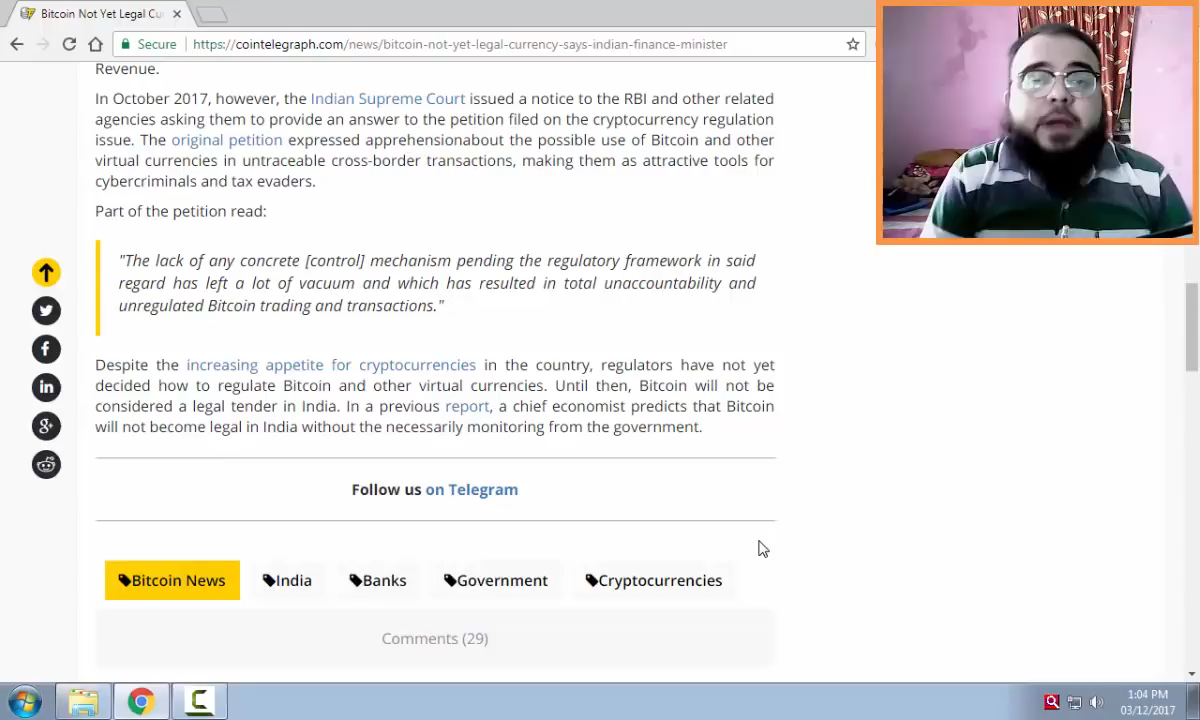 Bitcoin Not Yet Legal Cu
Secure
https://cointelegraph.com/news/bitcoin-not-yet-legal-currency-says-indian-finance-minister
Revenue.
In October 2017, however, the Indian Supreme Court issued a notice to the RBI and other related
agencies asking them to provide an answer to the petition filed on the cryptocurrency regulation
issue. The original petition expressed apprehensionabout the possible use of Bitcoin and other
virtual currencies in untraceable cross-border transactions, making them as attractive tools for
cybercriminals and tax evaders.
Part of the petition read:
"The lack of any concrete [control] mechanism pending the regulatory framework in said
regard has left a lot of vacuum and which has resulted in total unaccountability and
unregulated Bitcoin trading and transactions."
Despite the increasing appetite for cryptocurrencies in the country, regulators have not yet
decided how to regulate Bitcoin and other virtual currencies. Until then, Bitcoin will not be
considered a legal tender in India. In a previous report, a chief economist predicts that Bitcoin
will not become legal in India without the necessarily monitoring from the government.
Follow us on Telegram
Bitcoin News
India
Banks
Government
Cryptocurrencies
Comments (29)
1:04 PM
03/12/2017